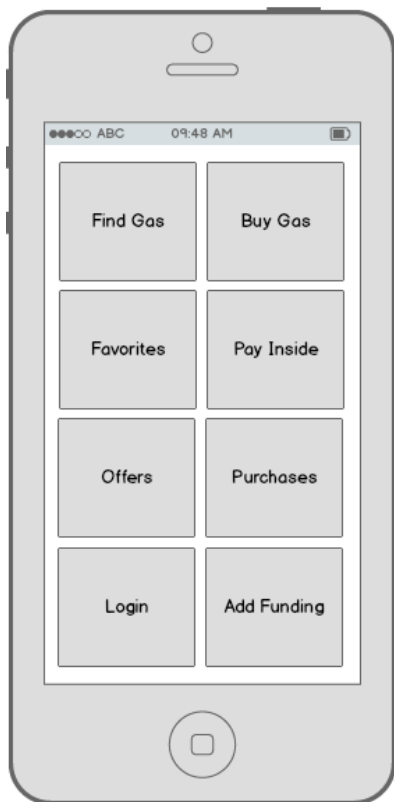 ABC 09:48 AM
Find Gas Buy Gas
Favorites Pay Inside
Offers Purchases
Login Add Funding